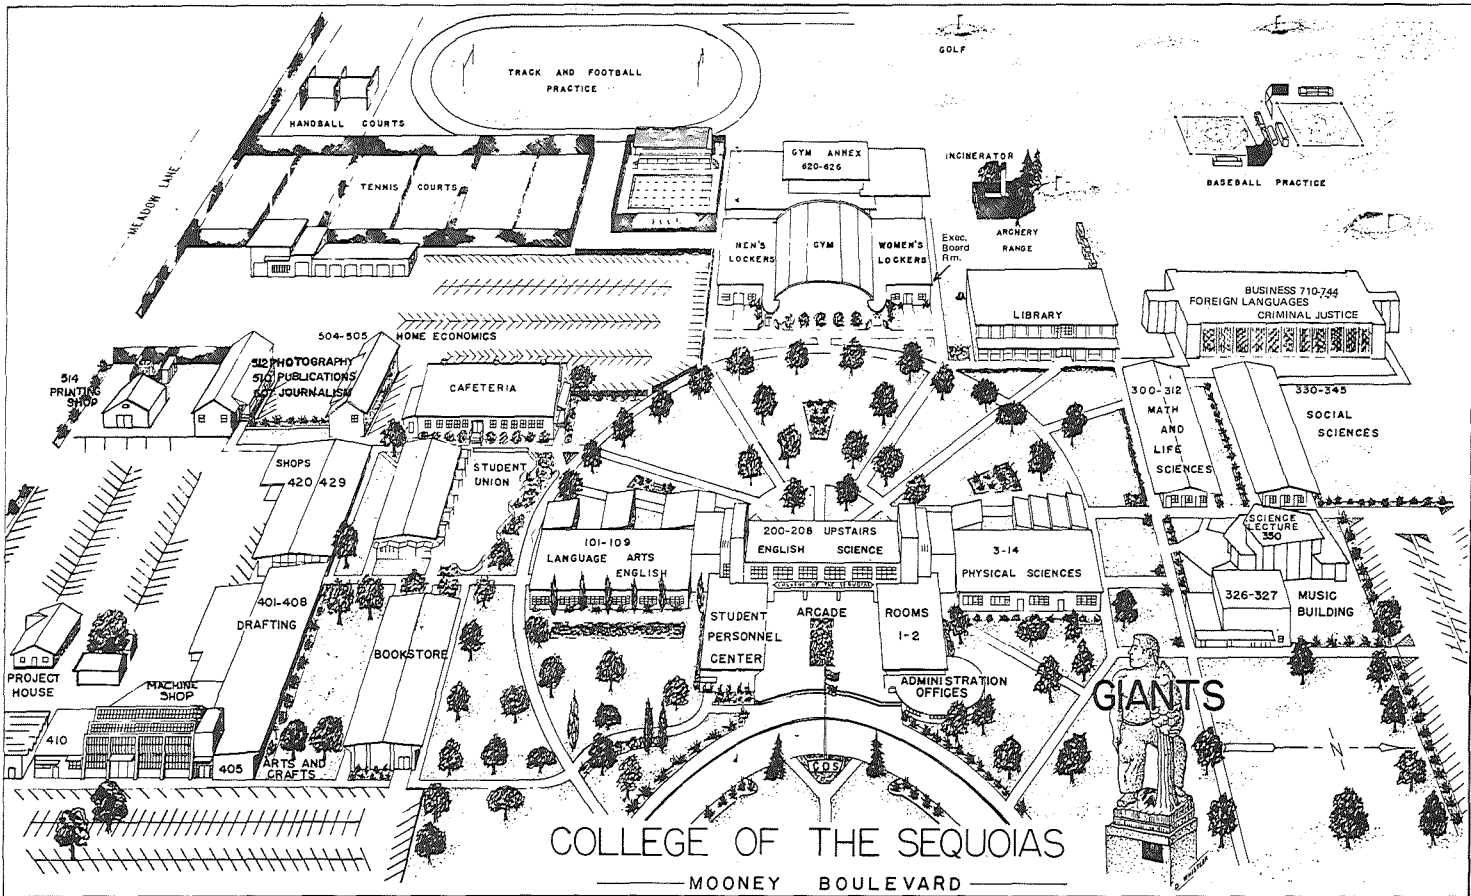 TRACK AND FOOTBALL
PRACTICE
GOLF
HANDBALL COURTS
MEADOW LANE
TENNIS COURTS
GYM ANNEX
620-626
INCINERATOR
BASEBALL PRACTICE
ARCHERY
RANGE
MEN'S
LOCKERS
GYM
WOMEN'S
LOCKERS
Exec.
Board
Rm.
LIBRARY
BUSINESS 710-744
FOREIGN LANGUAGES
CRIMINAL JUSTICE
504-505 HOME ECONOMICS
512 PHOTOGRAPHY
510 PUBLICATIONS
JOURNALISM
514
PRINTING
SHOP
CAFETERIA
300-312
MATH
AND
LIFE
SCIENCES
330-345
SOCIAL
SCIENCES
SHOPS
420 429
STUDENT
UNION
101-109
LANGUAGE ARTS
ENGLISH
200-208 UPSTAIRS
ENGLISH SCIENCE
COLLEGE OF THE SEQUOIAS
3-14
PHYSICAL SCIENCES
SCIENCE
LECTURE
350
326-327
MUSIC
BUILDING
401-408
DRAFTING
BOOKSTORE
STUDENT
PERSONNEL
CENTER
ARCADE
ROOMS
1-2
ADMINISTRATION
OFFICES
PROJECT
HOUSE
MACHINE
SHOP
410
405
ARTS AND
CRAFTS
GIANTS
N
COS
COLLEGE OF THE SEQUOIAS
MOONEY BOULEVARD